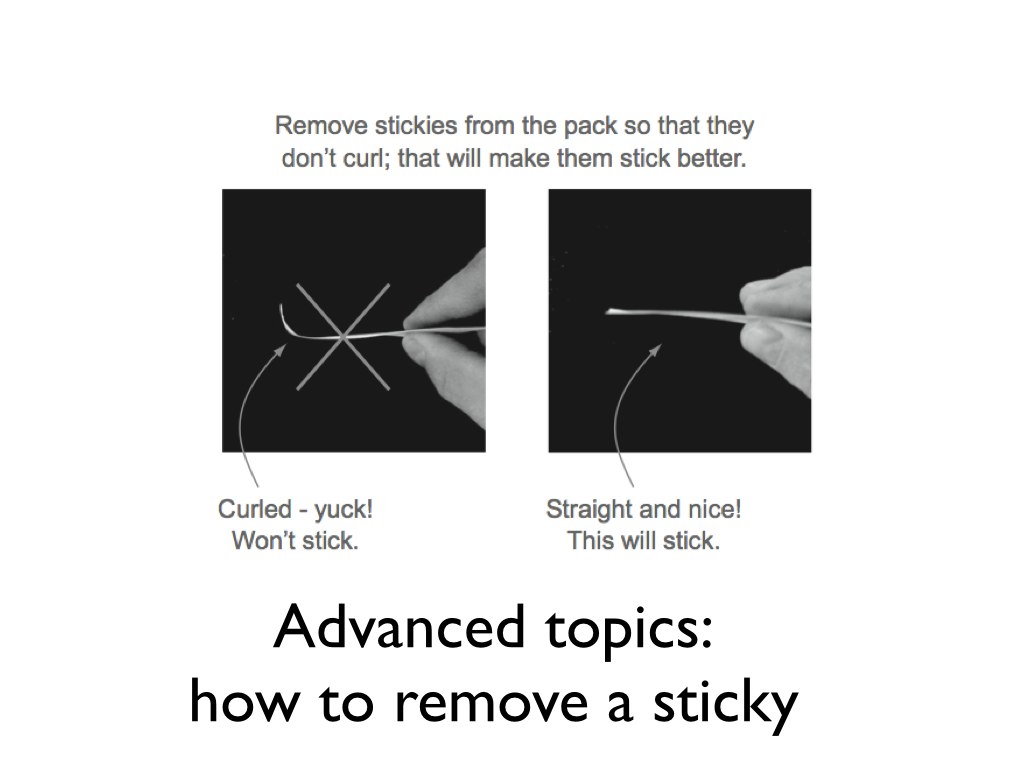 Remove stickies from the pack so that they
don't curl; that will make them stick better.
Curled - yuck!
Won't stick.
Straight and nice!
This will stick.
Advanced topics:
how to remove a sticky